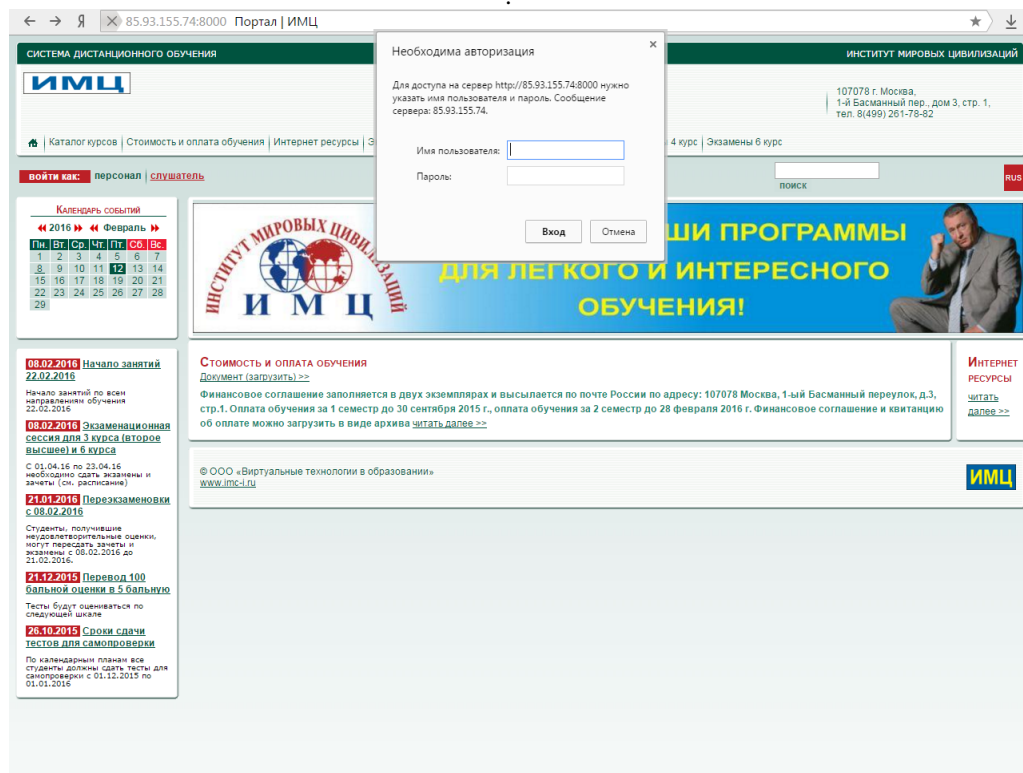 85.93.155.74:8000 Портал | ИМЦ
СИСТЕМА ДИСТАНЦИОННОГО ОБУЧЕНИЯ
ИНСТИТУТ МИРОВЫХ ЦИВИЛИЗАЦИЙ
ИМЦ
107078 г. Москва,
1-й Басманный пер., дом 3, стр. 1,
тел. 8(499) 261-78-82
Каталог курсов | Стоимость и оплата обучения | Интернет ресурсы | Э
4 курс | Экзамены 6 курс
Необходима авторизация
Для доступа на сервер http://85.93.155.74:8000 нужно
указать имя пользователя и пароль. Сообщение
сервера: 85.93.155.74.
Имя пользователя:
Пароль:
Вход Отмена
войти как: персонал | слушатель
поиск
RUS
Календарь событий
2016 Февраль
Пн. Вт. Ср. Чт. Пт. Сб. Вс.
1 2 3 4 5 6 7
8 9 10 11 12 13 14
15 16 17 18 19 20 21
22 23 24 25 26 27 28
29
ИНСТИТУТ МИРОВЫХ ЦИВИЛИЗАЦИЙ
ИМЦ
ШИ ПРОГРАММЫ
ДЛЯ ЛЕГКОГО И ИНТЕРЕСНОГО
ОБУЧЕНИЯ!
08.02.2016 Начало занятий
22.02.2016
Начало занятий по всем
направлениям обучения
22.02.2016
08.02.2016 Экзаменационная
сессия для 3 курса (второе
высшее) и 6 курса
С 01.04.16 по 23.04.16
необходимо сдать экзамены и
зачеты (см. расписание)
21.01.2016 Переэкзаменовки
с 08.02.2016
Студенты, получившие
неудовлетворительные оценки,
могут пересдать зачеты и
экзамены с 08.02.2016 до
21.02.2016.
21.12.2015 Перевод 100
бальной оценки в 5 бальную
Тесты будут оцениваться по
следующей шкале
26.10.2015 Сроки сдачи
тестов для самопроверки
По календарным планам все
студенты должны сдать тесты для
самопроверки с 01.12.2015 по
01.01.2016
Стоимость и оплата обучения
Документ (загрузить) >>
Финансовое соглашение заполняется в двух экземплярах и высылается по почте России по адресу: 107078 Москва, 1-ый Басманный переулок, д.3,
стр.1. Оплата обучения за 1 семестр до 30 сентября 2015 г., оплата обучения за 2 семестр до 28 февраля 2016 г. Финансовое соглашение и квитанцию
об оплате можно загрузить в виде архива читать далее >>
Интернет
ресурсы
читать
далее >>
© ООО «Виртуальные технологии в образовании»
www.imc-i.ru
ИМЦ